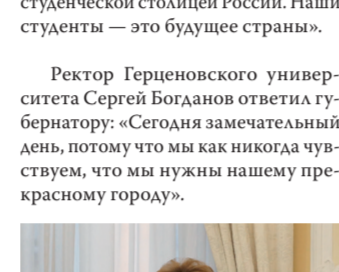 студенческой столицей России. Наши
студенты — это будущее страны».
Ректор Герценовского универ-
ситета Сергей Богданов ответил гу-
бернатору: «Сегодня замечательный
день, потому что мы как никогда чув-
ствуем, что мы нужны нашему пре-
красному городу».